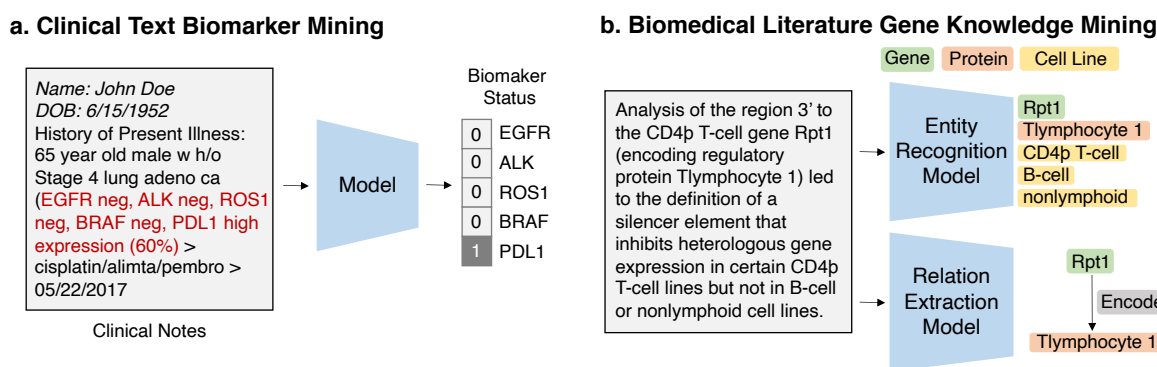 a. Clinical Text Biomarker Mining
Name: John Doe
DOB: 6/15/1952
History of Present Illness:
65 year old male w h/o
Stage 4 lung adeno ca
(EGFR neg, ALK neg, ROS1
neg, BRAF neg, PDL1 high
expression (60%) >
cisplatin/alimta/pembro >
05/22/2017
Clinical Notes
Model
Biomaker
Status
0 EGFR
0 ALK
0 ROS1
0 BRAF
1 PDL1
b. Biomedical Literature Gene Knowledge Mining
Gene Protein Cell Line
Analysis of the region 3' to
the CD4þ T-cell gene Rpt1
(encoding regulatory
protein Tlymphocyte 1) led
to the definition of a
silencer element that
inhibits heterologous gene
expression in certain CD4þ
T-cell lines but not in B-cell
or nonlymphoid cell lines.
Entity
Recognition
Model
Rpt1
Tlymphocyte 1
CD4þ T-cell
B-cell
nonlymphoid
Relation
Extraction
Model
Rpt1
Encode
Tlymphocyte 1